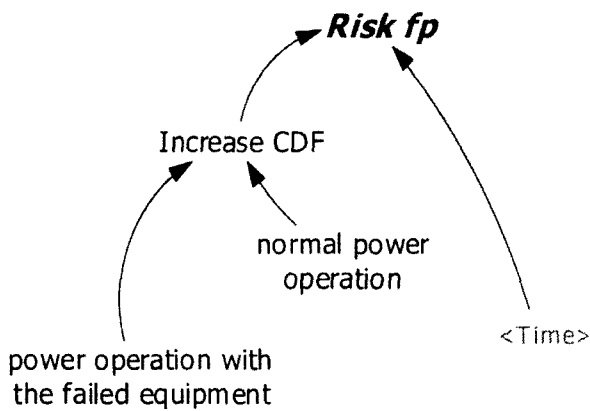 Risk fp
Increase CDF
normal power
operation
<Time>
power operation with
the failed equipment